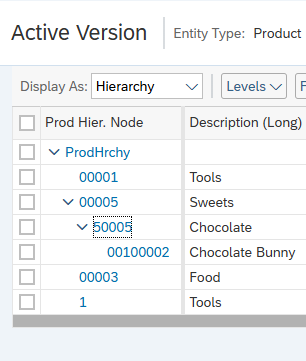 Active Version Entity Type: Product
Display As: Hierarchy Levels F
Prod Hier. Node Description (Long)
ProdHrchy
00001 Tools
00005 Sweets
50005 Chocolate
00100002 Chocolate Bunny
00003 Food
1 Tools